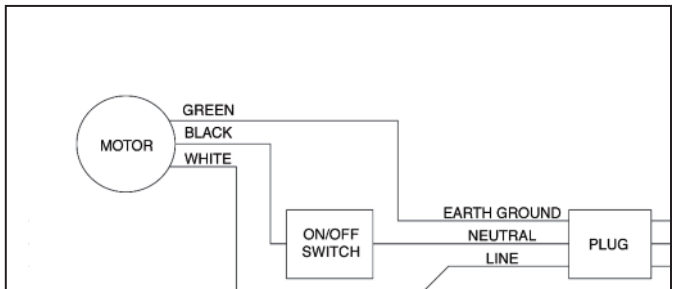 GREEN
BLACK
MOTOR
WHITE
EARTH GROUND
ON/OFF
SWITCH
NEUTRAL
PLUG
LINE